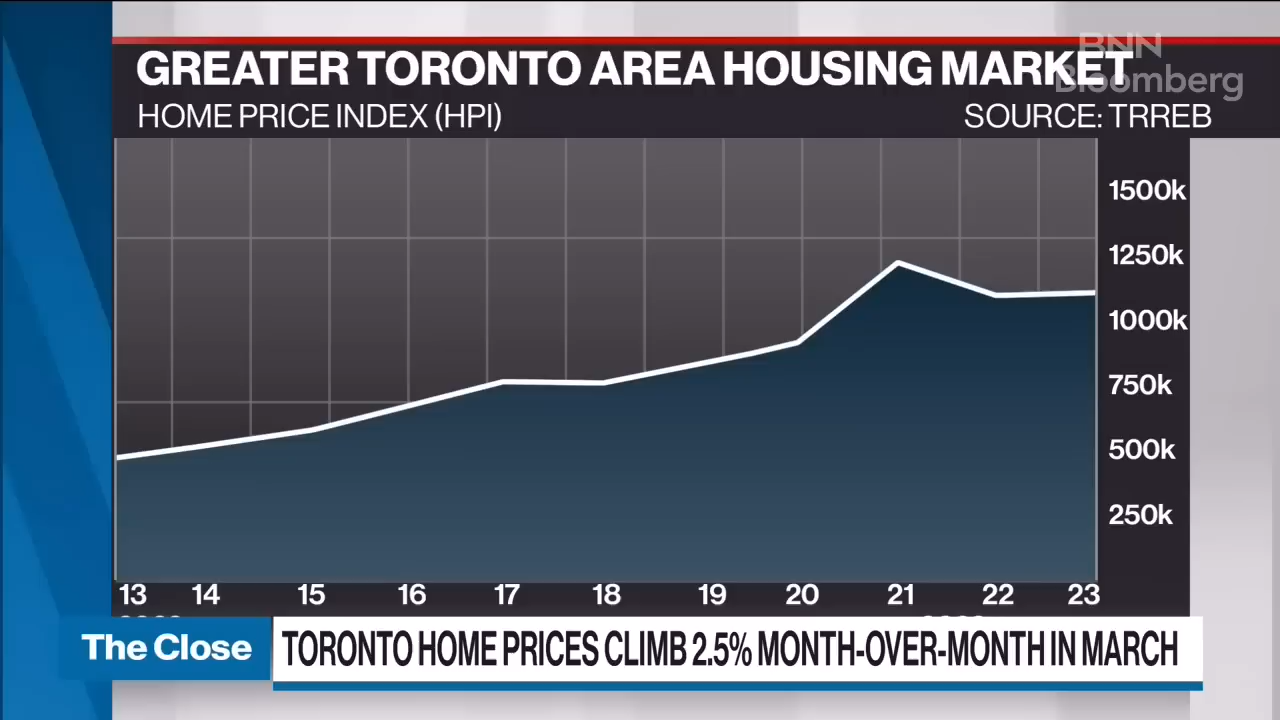 BNN
Bloomberg
GREATER TORONTO AREA HOUSING MARKET
HOME PRICE INDEX (HPI) SOURCE: TRREB
1500k
1250k
1000k
750k
500k
250k
13 14 15 16 17 18 19 20 21 22 23
The Close
TORONTO HOME PRICES CLIMB 2.5% MONTH-OVER-MONTH IN MARCH